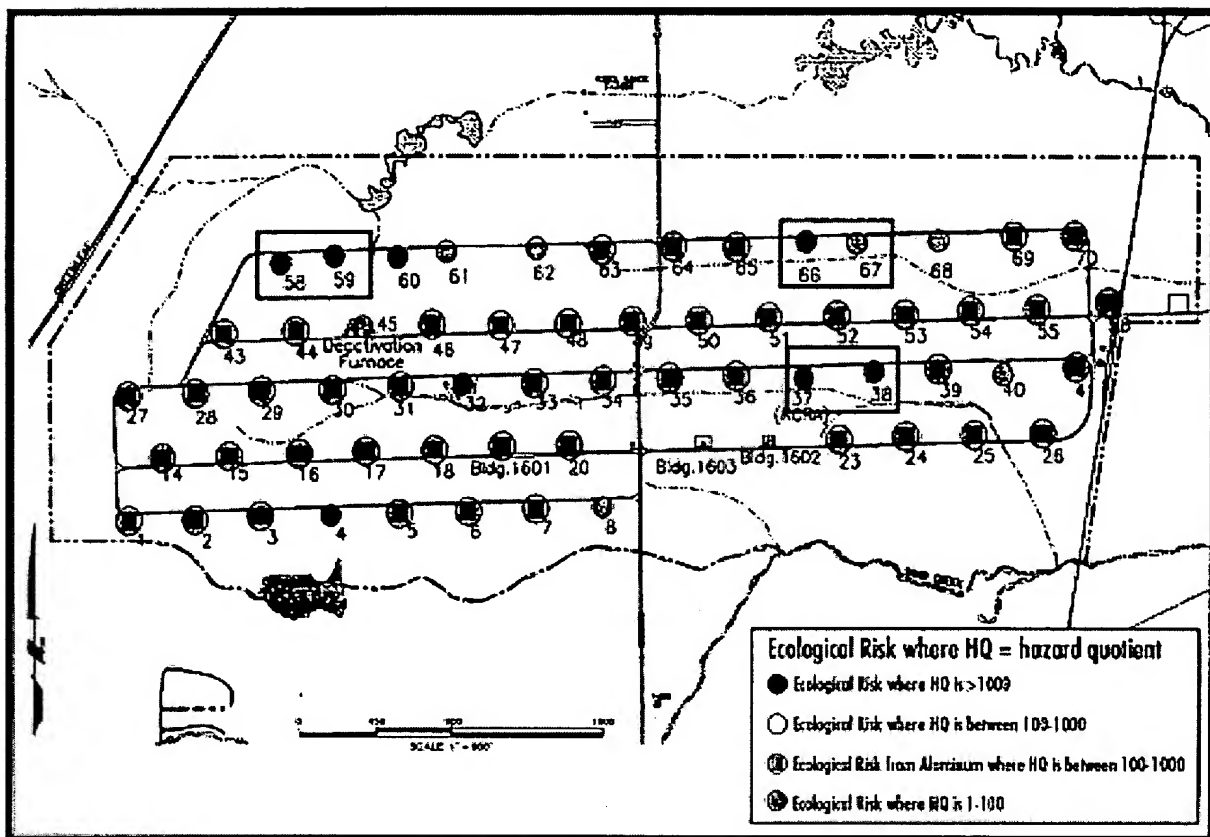 58 59 60 61 62 63 64 65 66 67 68 69
43 44 45 46 47 48 49 50 51 52 53 54 55
Deactivation
Furnace
27 28 29 30 31 32 33 34 35 36 37 38 39 40
14 15 16 17 18 Bldg.1601 20 Bldg.1603 Bldg.1602 23 24 25 26
1 2 3 4 5 6 7 8
Ecological Risk where HQ = hazard quotient
Ecological Risk where HQ is >1000
Ecological Risk where HQ is between 100-1000
Ecological Risk from Aluminum where HQ is between 100-1000
Ecological Risk where HQ is 1-100